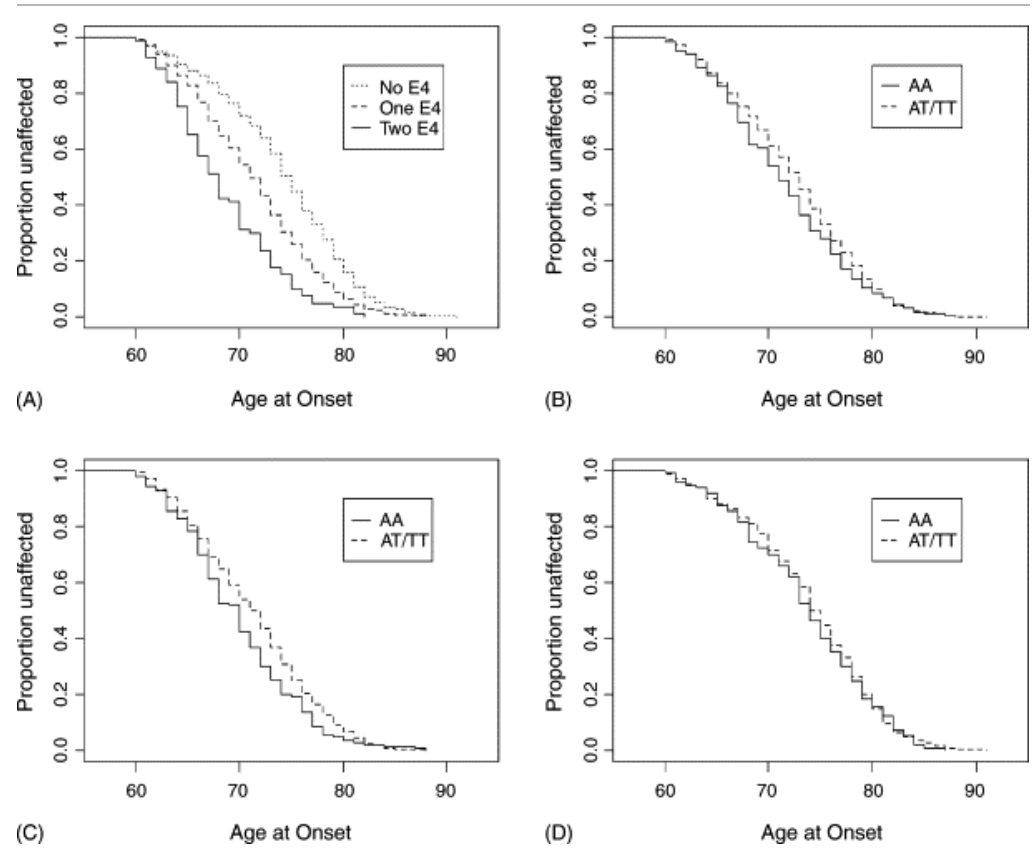 1.0
0.8
0.6
0.4
0.2
0.0
Proportion unaffected
No E4
One E4
Two E4
60 70 80 90
Age at Onset
(A)
1.0
0.8
0.6
0.4
0.2
0.0
Proportion unaffected
AA
AT/TT
60 70 80 90
Age at Onset
(B)
1.0
0.8
0.6
0.4
0.2
0.0
Proportion unaffected
AA
AT/TT
60 70 80 90
Age at Onset
(C)
1.0
0.8
0.6
0.4
0.2
0.0
Proportion unaffected
AA
AT/TT
60 70 80 90
Age at Onset
(D)